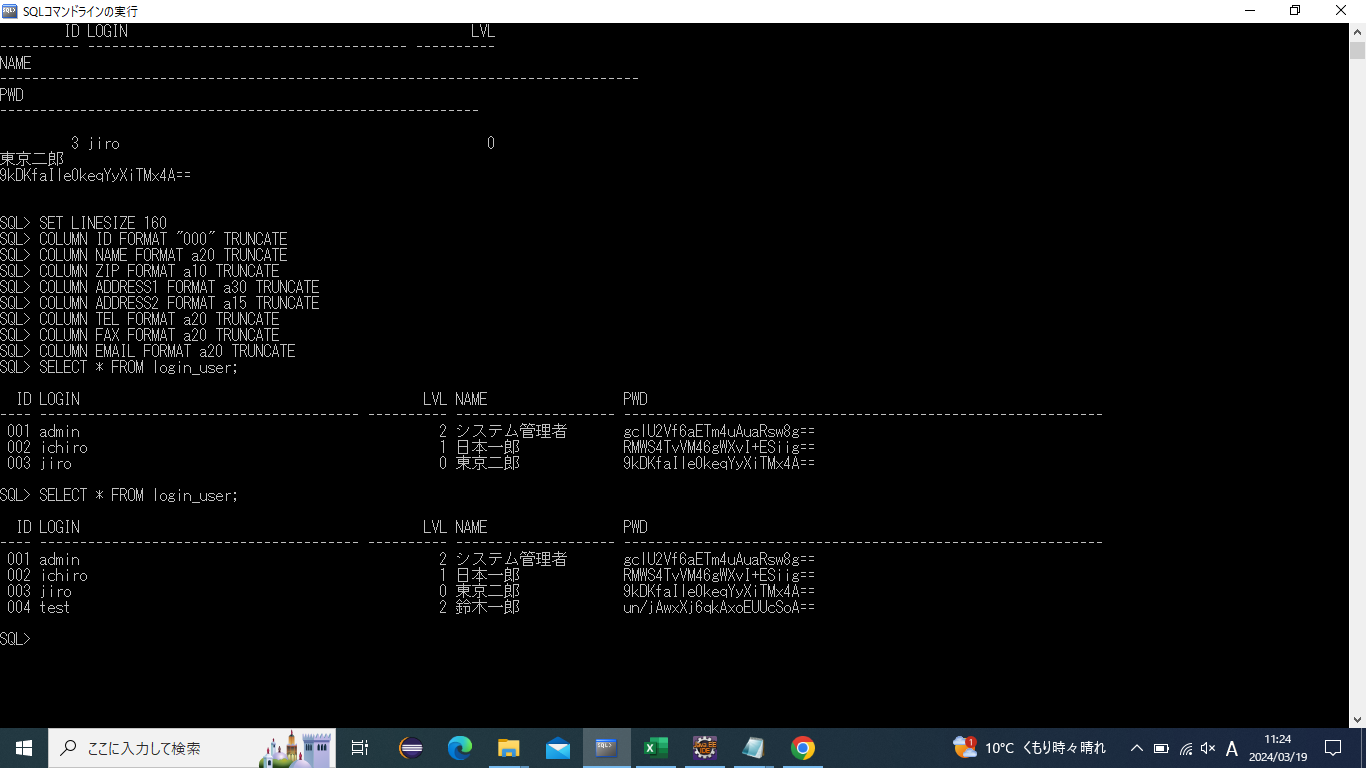 SQLコマンドラインの実行
ID LOGIN LVL
---------- ---------------------------------------- ----------
NAME
--------------------------------------------------------------------------------
PWD
------------------------------------------------------------
3 jiro 0
東京二郎
9kDKfaIle0keqYyXiTMx4A==
SQL> SET LINESIZE 160
SQL> COLUMN ID FORMAT "000" TRUNCATE
SQL> COLUMN NAME FORMAT a20 TRUNCATE
SQL> COLUMN ZIP FORMAT a10 TRUNCATE
SQL> COLUMN ADDRESS1 FORMAT a30 TRUNCATE
SQL> COLUMN ADDRESS2 FORMAT a15 TRUNCATE
SQL> COLUMN TEL FORMAT a20 TRUNCATE
SQL> COLUMN FAX FORMAT a20 TRUNCATE
SQL> COLUMN EMAIL FORMAT a20 TRUNCATE
SQL> SELECT * FROM login_user;
ID LOGIN LVL NAME PWD
---- ---------------------------------------- ---------- -------------------- ------------------------------------------------------------
001 admin 2 システム管理者 gcIU2Vf6aETm4uAuaRsw8g==
002 ichiro 1 日本一郎 RMWS4TvVM46gWXvI+ESiig==
003 jiro 0 東京二郎 9kDKfaIle0keqYyXiTMx4A==
SQL> SELECT * FROM login_user;
ID LOGIN LVL NAME PWD
---- ---------------------------------------- ---------- -------------------- ------------------------------------------------------------
001 admin 2 システム管理者 gcIU2Vf6aETm4uAuaRsw8g==
002 ichiro 1 日本一郎 RMWS4TvVM46gWXvI+ESiig==
003 jiro 0 東京二郎 9kDKfaIle0keqYyXiTMx4A==
004 test 2 鈴木一郎 un/jAwxXj6qkAxoEUUcSoA==
SQL>
ここに入力して検索
1
10°C くもり時々晴れ
A
11:24
2024/03/19